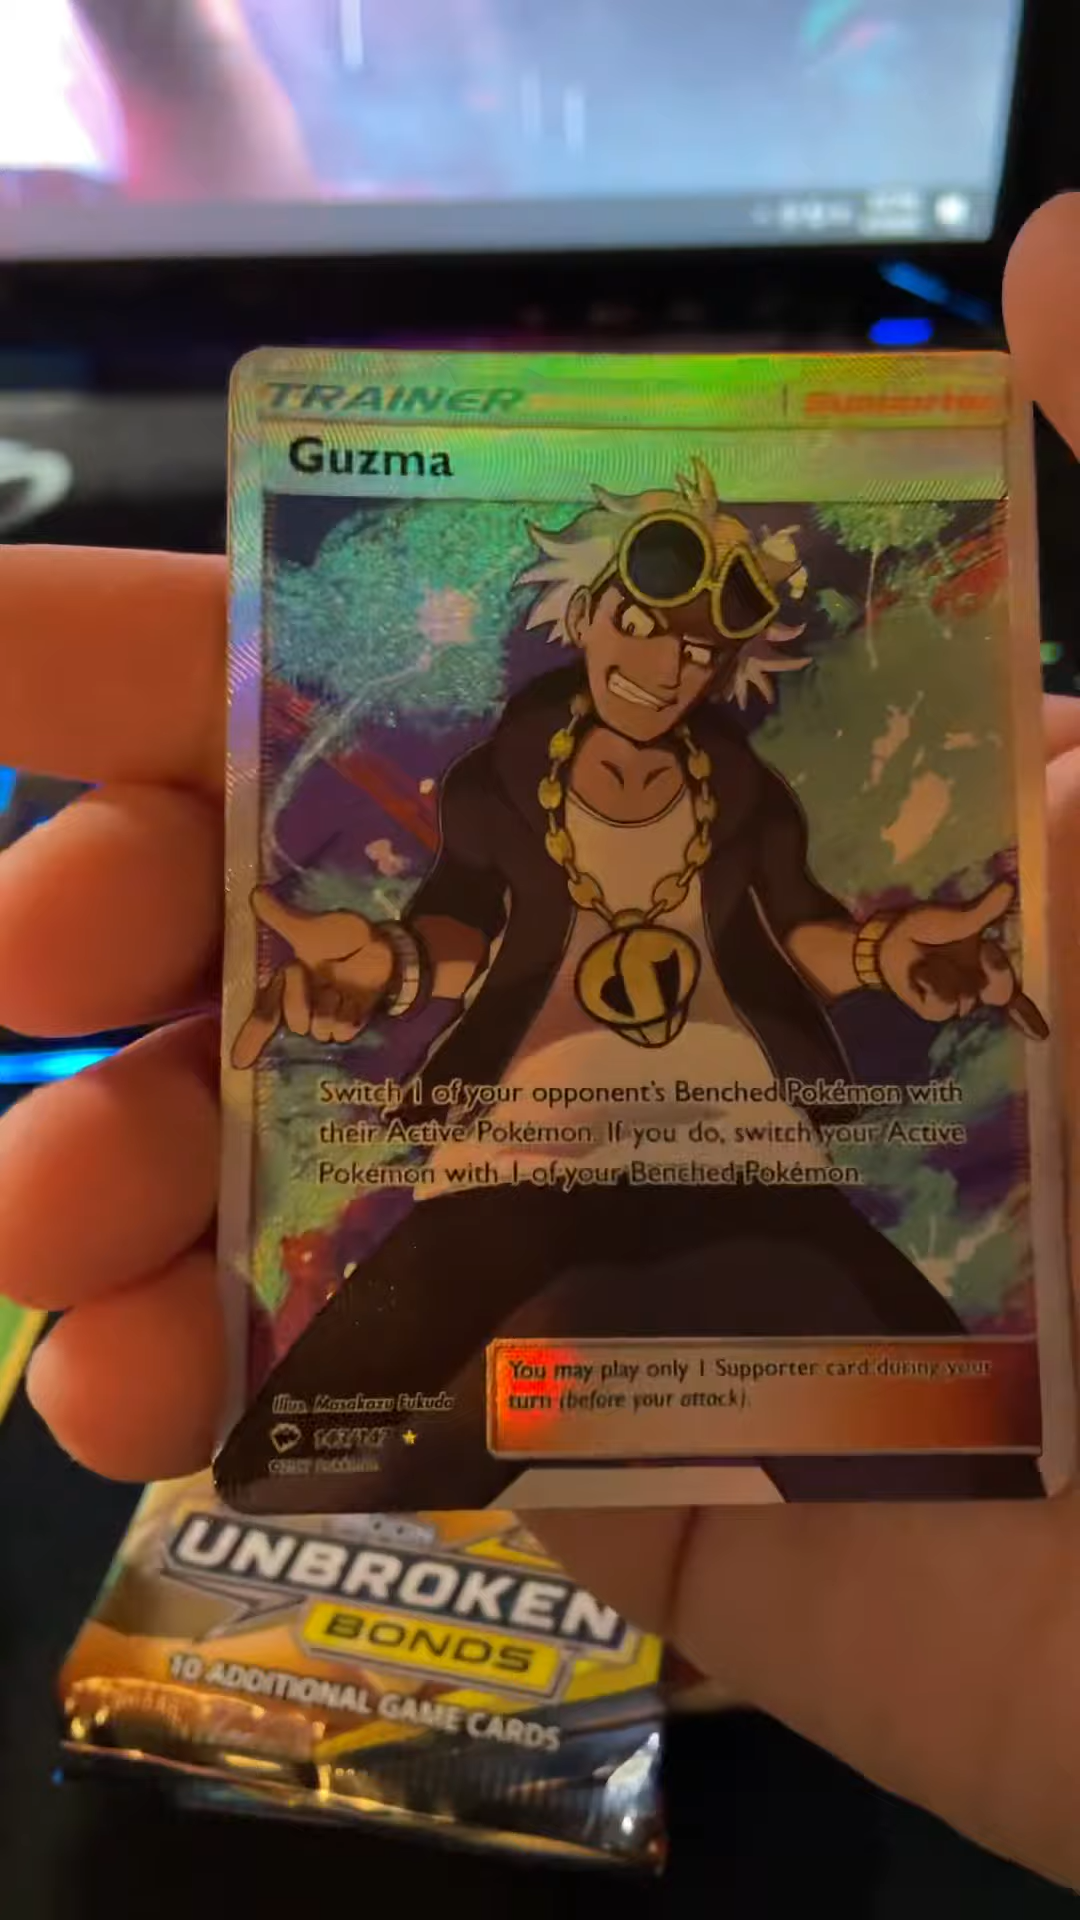 TRAINER
Supporter
Guzma
Switch 1 of your opponent's Benched Pokémon with
their Active Pokémon. If you do, switch your Active
Pokémon with 1 of your Benched Pokémon.
You may play only 1 Supporter card during your
turn (before your attack).
Illus. Masakazu Fukuda
UNBROKEN
BONDS
10 ADDITIONAL GAME CARDS